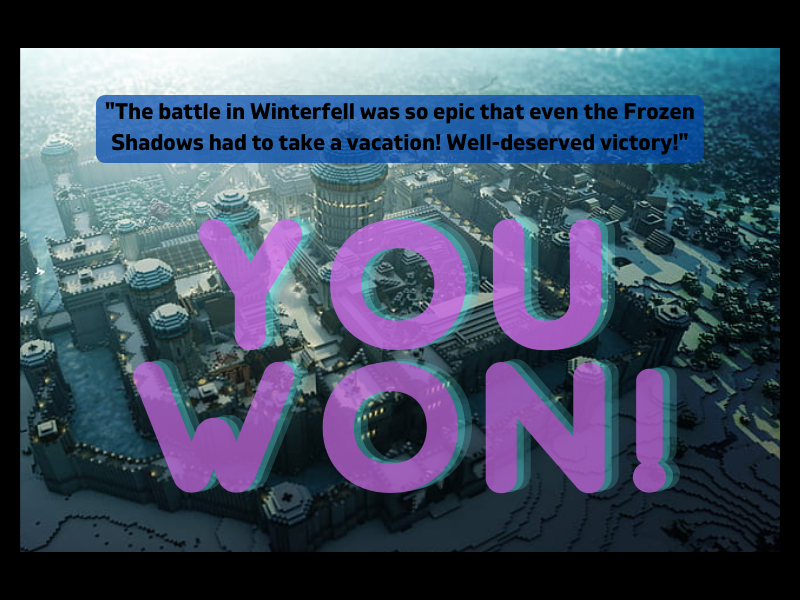 "The battle in Winterfell was so epic that even the Frozen
Shadows had to take a vacation! Well-deserved victory!"
YOU
WON!